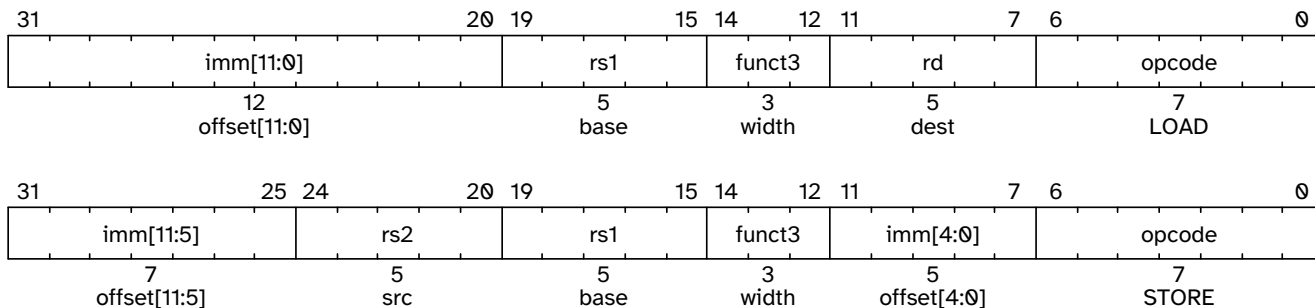 31 20 19 15 14 12 11 7 6 0
imm[11:0] rs1 funct3 rd opcode
12 5 3 5 7
offset[11:0] base width dest LOAD
31 25 24 20 19 15 14 12 11 7 6 0
imm[11:5] rs2 rs1 funct3 imm[4:0] opcode
7 5 5 3 5 7
offset[11:5] src base width offset[4:0] STORE